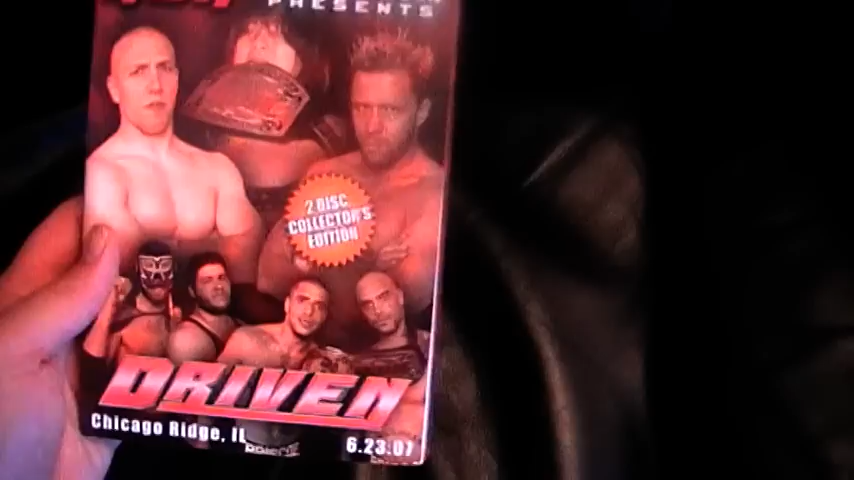 PRESENTS
2 DISC
COLLECTOR'S
EDITION
DRIVEN
Chicago Ridge, IL
6.23.07